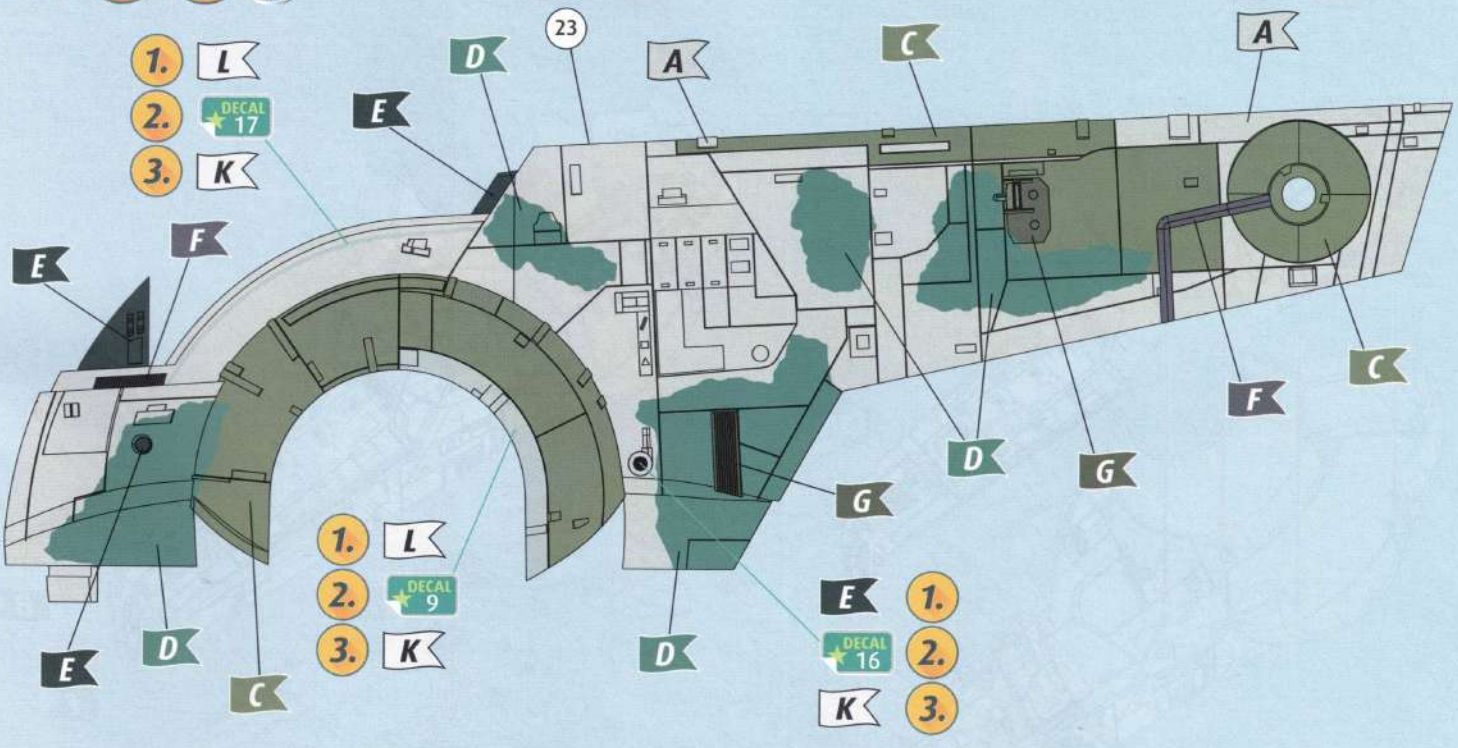 23
1. L
2. DECAL 17
3. K
D
E
A
C
A
E
F
C
F
D
G
G
1. L
2. DECAL 9
3. K
E 1.
DECAL 16 2.
K 3.
E
D
C
D